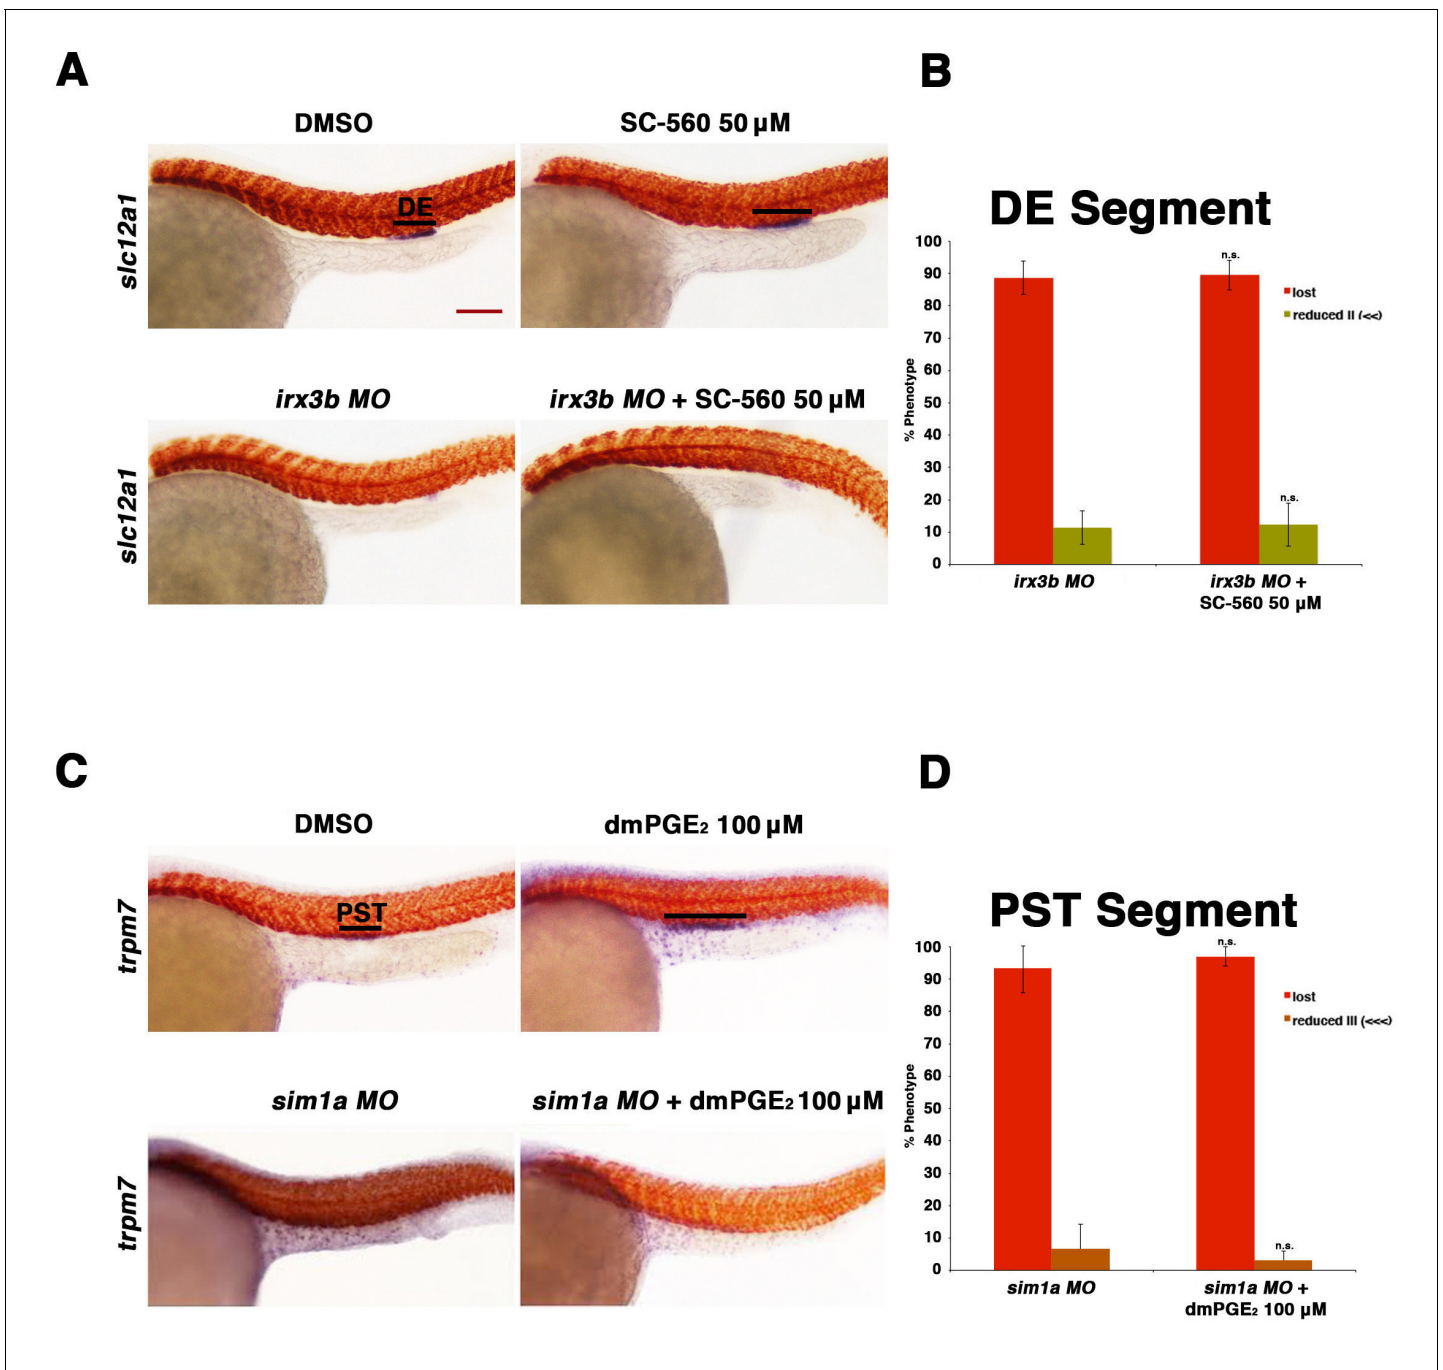 A
DMSO
SC-560 50 µM
slc12a1
DE
irx3b MO
irx3b MO + SC-560 50 µM
slc12a1
B
DE Segment
100
90
80
70
60
50
40
30
20
10
0
% Phenotype
n.s.
n.s.
lost
reduced II (<<)
irx3b MO
irx3b MO +
SC-560 50 µM
C
DMSO
dmPGE₂ 100 µM
trpm7
PST
sim1a MO
sim1a MO + dmPGE₂ 100 µM
trpm7
D
PST Segment
100
90
80
70
60
50
40
30
20
10
0
% Phenotype
n.s.
n.s.
lost
reduced III (<<<)
sim1a MO
sim1a MO +
dmPGE₂ 100 µM